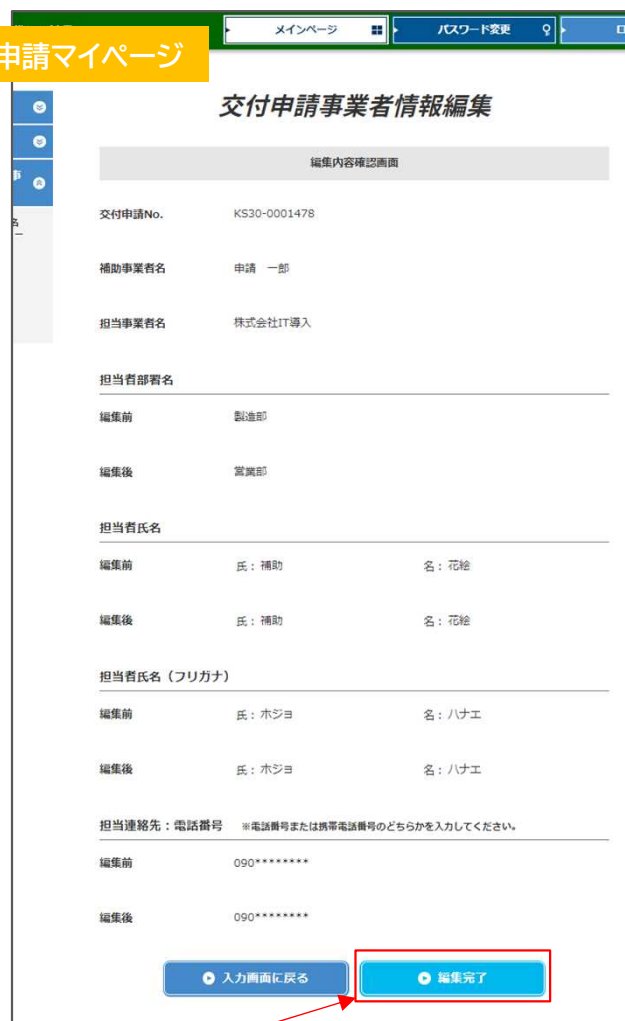 メインページ
パスワード変更
申請マイページ
交付申請事業者情報編集
編集内容確認画面
交付申請No. KS30-0001478
補助事業者名 申請 一郎
担当事業者名 株式会社IT導入
担当者部署名
編集前 製造部
編集後 営業部
担当者氏名
編集前 氏：補助 名：花絵
編集後 氏：補助 名：花絵
担当者氏名（フリガナ）
編集前 氏：ホジョ 名：ハナエ
編集後 氏：ホジョ 名：ハナエ
担当連絡先：電話番号 ※電話番号または携帯電話番号のどちらかを入力してください。
編集前 090********
編集後 090********
入力画面に戻る 編集完了